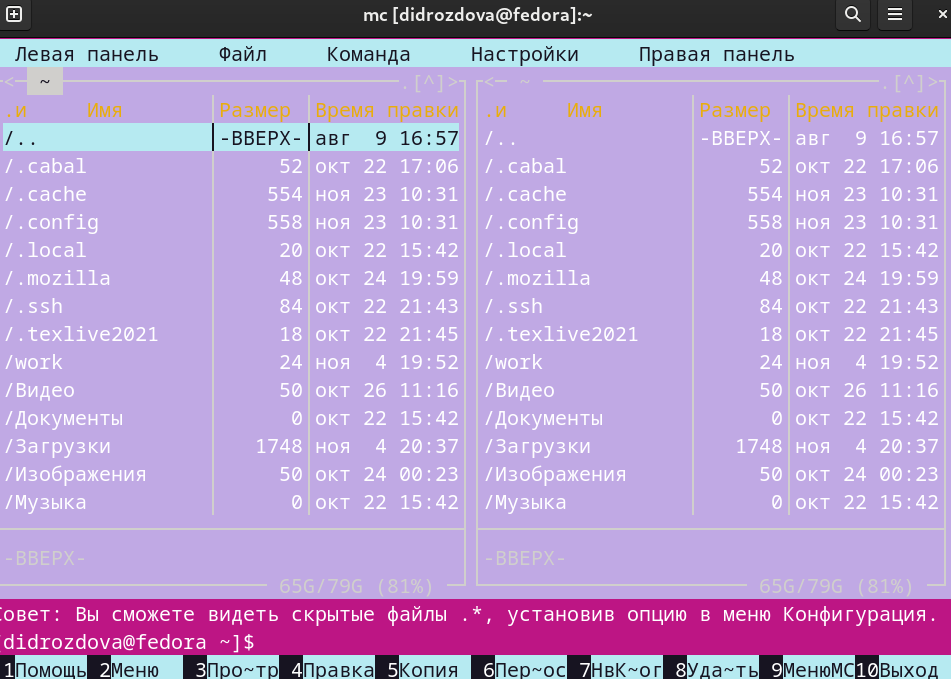 mc [didrozdova@fedora]:~
Левая панель Файл Команда Настройки Правая панель
<─ ~ ─.[^]>┐┌<─ ~ ─.[^]>┐
.и Имя Размер Время правки .и Имя Размер Время правки
/.. -ВВЕРХ- авг 9 16:57 /.. -ВВЕРХ- авг 9 16:57
/.cabal 52 окт 22 17:06 /.cabal 52 окт 22 17:06
/.cache 554 ноя 23 10:31 /.cache 554 ноя 23 10:31
/.config 558 ноя 23 10:31 /.config 558 ноя 23 10:31
/.local 20 окт 22 15:42 /.local 20 окт 22 15:42
/.mozilla 48 окт 24 19:59 /.mozilla 48 окт 24 19:59
/.ssh 84 окт 22 21:43 /.ssh 84 окт 22 21:43
/.texlive2021 18 окт 22 21:45 /.texlive2021 18 окт 22 21:45
/work 24 ноя 4 19:52 /work 24 ноя 4 19:52
/Видео 50 окт 26 11:16 /Видео 50 окт 26 11:16
/Документы 0 окт 22 15:42 /Документы 0 окт 22 15:42
/Загрузки 1748 ноя 4 20:37 /Загрузки 1748 ноя 4 20:37
/Изображения 50 окт 24 00:23 /Изображения 50 окт 24 00:23
/Музыка 0 окт 22 15:42 /Музыка 0 окт 22 15:42
-ВВЕРХ- -ВВЕРХ-
65G/79G (81%) 65G/79G (81%)
Совет: Вы сможете видеть скрытые файлы .*, установив опцию в меню Конфигурация.
[didrozdova@fedora ~]$
1Помощь 2Меню 3Про~тр 4Правка 5Копия 6Пер~ос 7НвК~ог 8Уда~ть 9МенюMC 10Выход